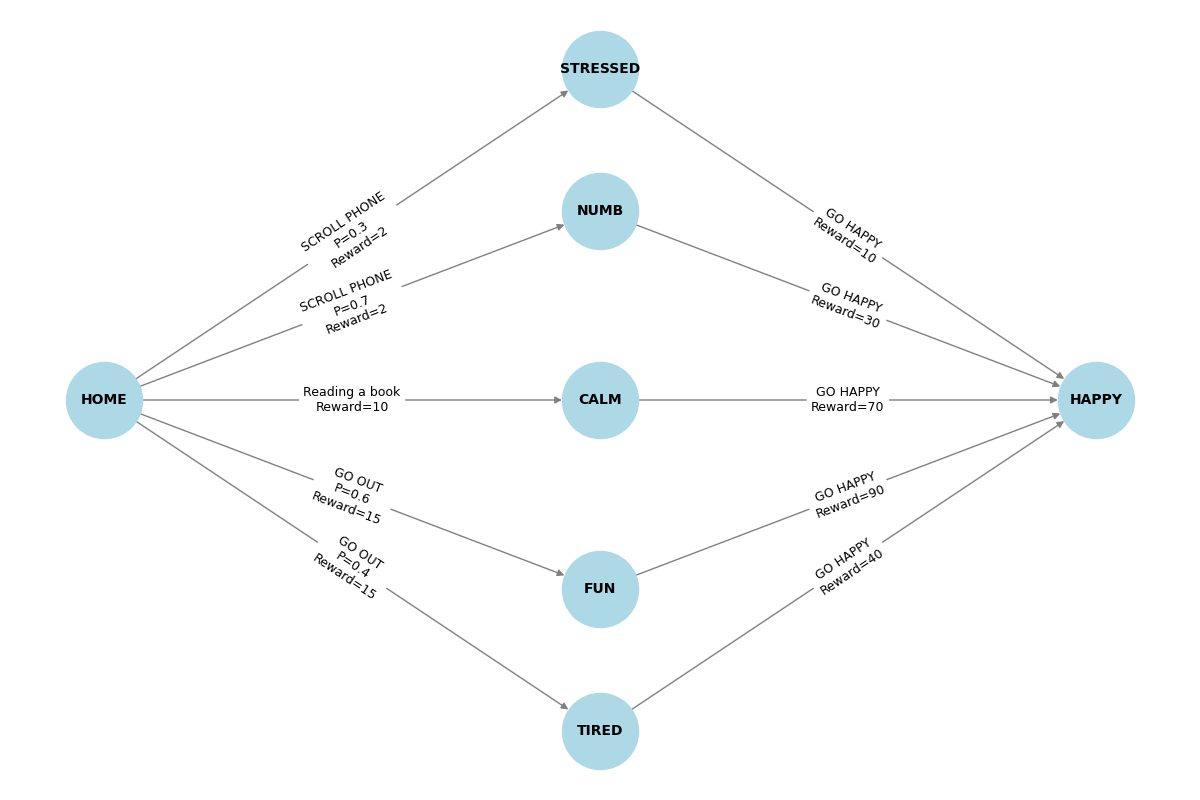 STRESSED
SCROLL PHONE
P=0.3
Reward=2
GO HAPPY
Reward=10
NUMB
SCROLL PHONE
P=0.7
Reward=2
GO HAPPY
Reward=30
HOME
Reading a book
Reward=10
CALM
GO HAPPY
Reward=70
HAPPY
GO OUT
P=0.6
Reward=15
GO HAPPY
Reward=90
FUN
GO OUT
P=0.4
Reward=15
GO HAPPY
Reward=40
TIRED